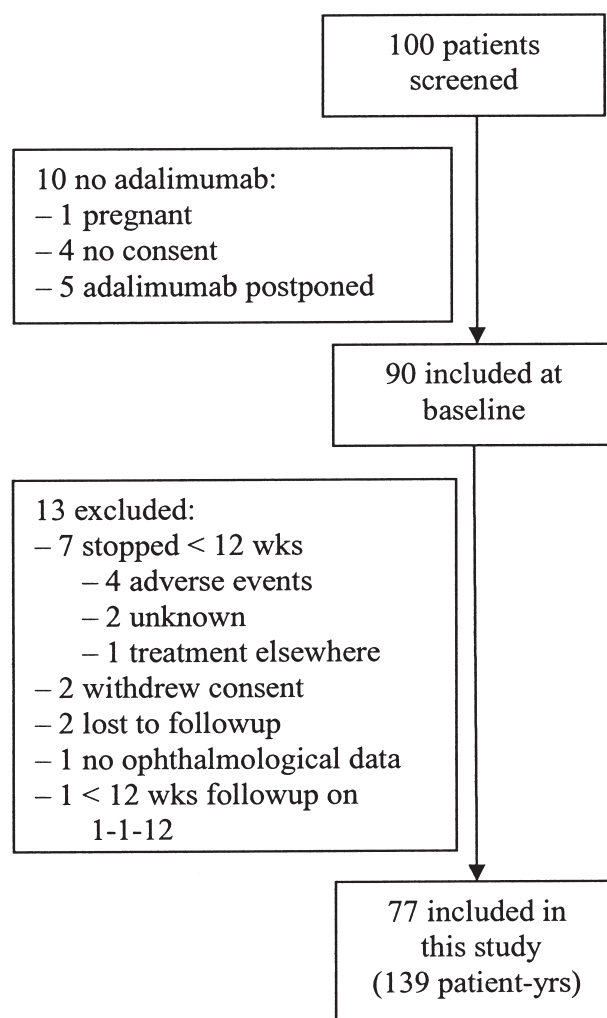 100 patients
screened
10 no adalimumab:
– 1 pregnant
– 4 no consent
– 5 adalimumab postponed
90 included at
baseline
13 excluded:
– 7 stopped < 12 wks
– 4 adverse events
– 2 unknown
– 1 treatment elsewhere
– 2 withdrew consent
– 2 lost to followup
– 1 no ophthalmological data
– 1 < 12 wks followup on
1-1-12
77 included in
this study
(139 patient-yrs)